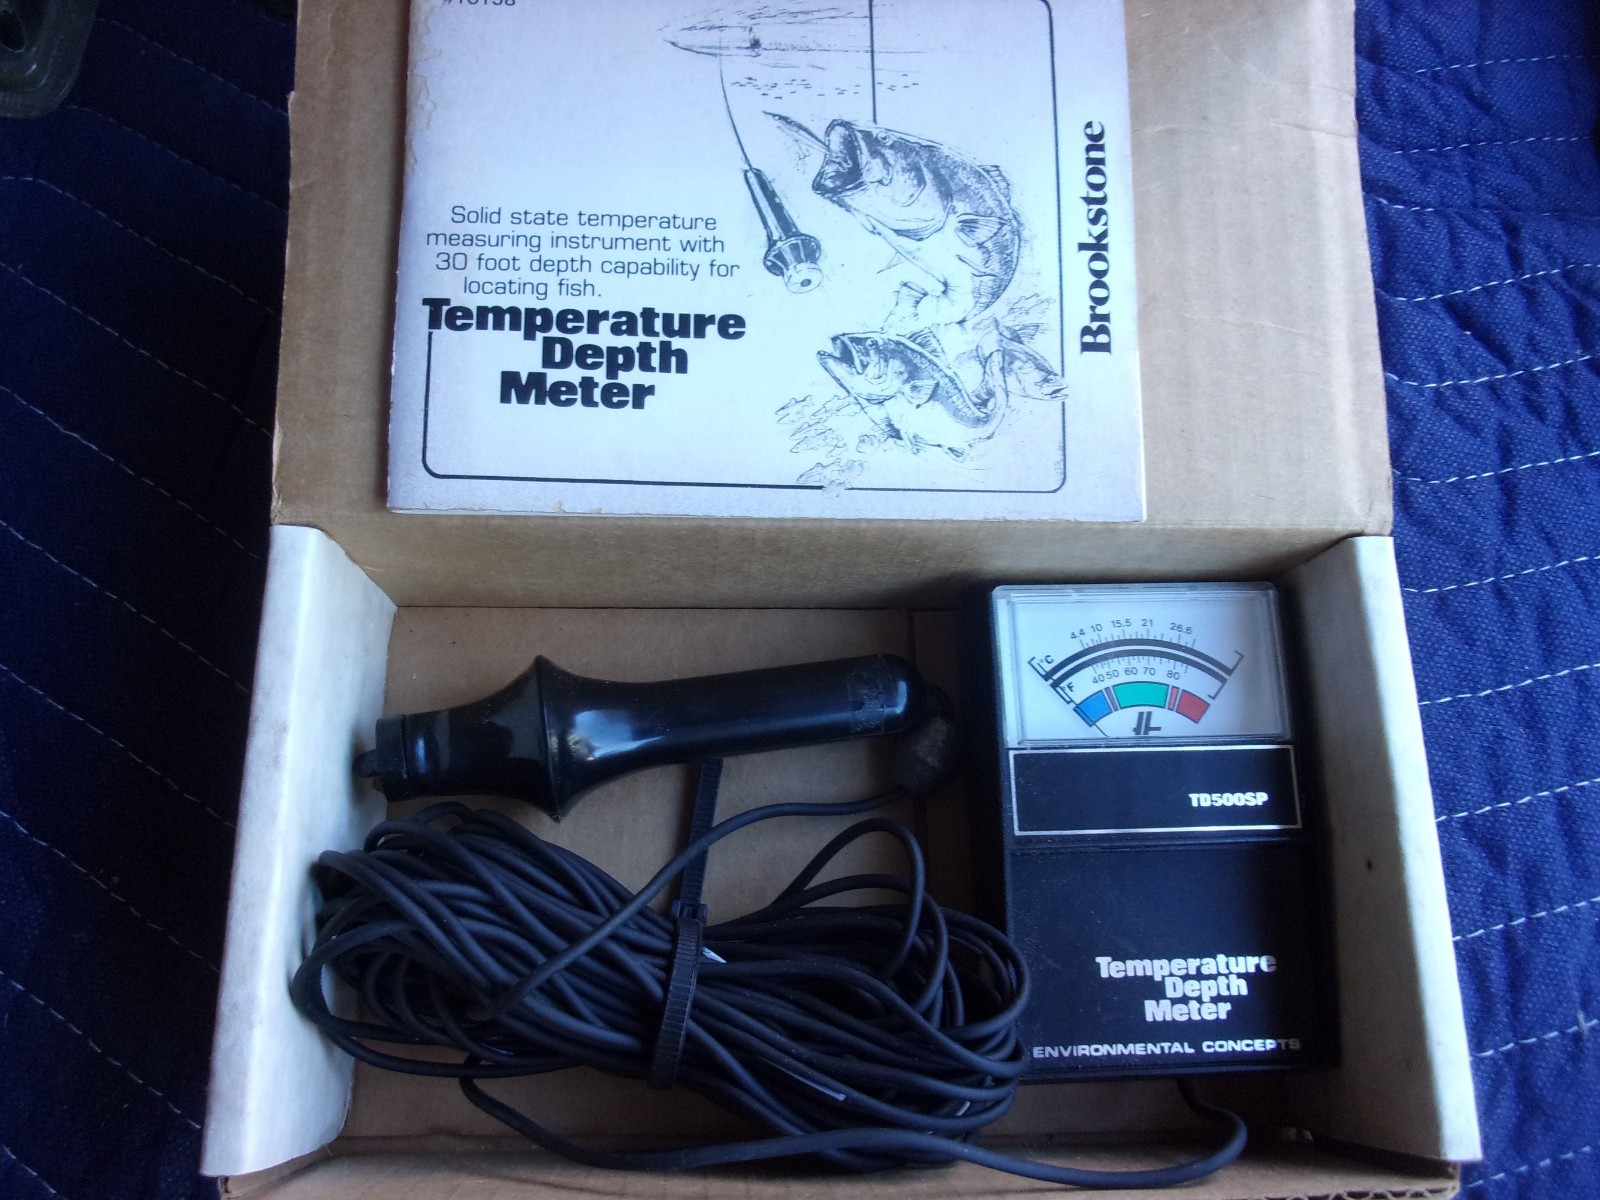 Solid state temperature
measuring instrument with
30 foot depth capability for
locating fish.
Temperature
Depth
Meter
Brookstone
4.4 10 15.5 21 26.6
°C
°F
40 50 60 70 80
TD500SP
Temperature
Depth
Meter
ENVIRONMENTAL CONCEPTS